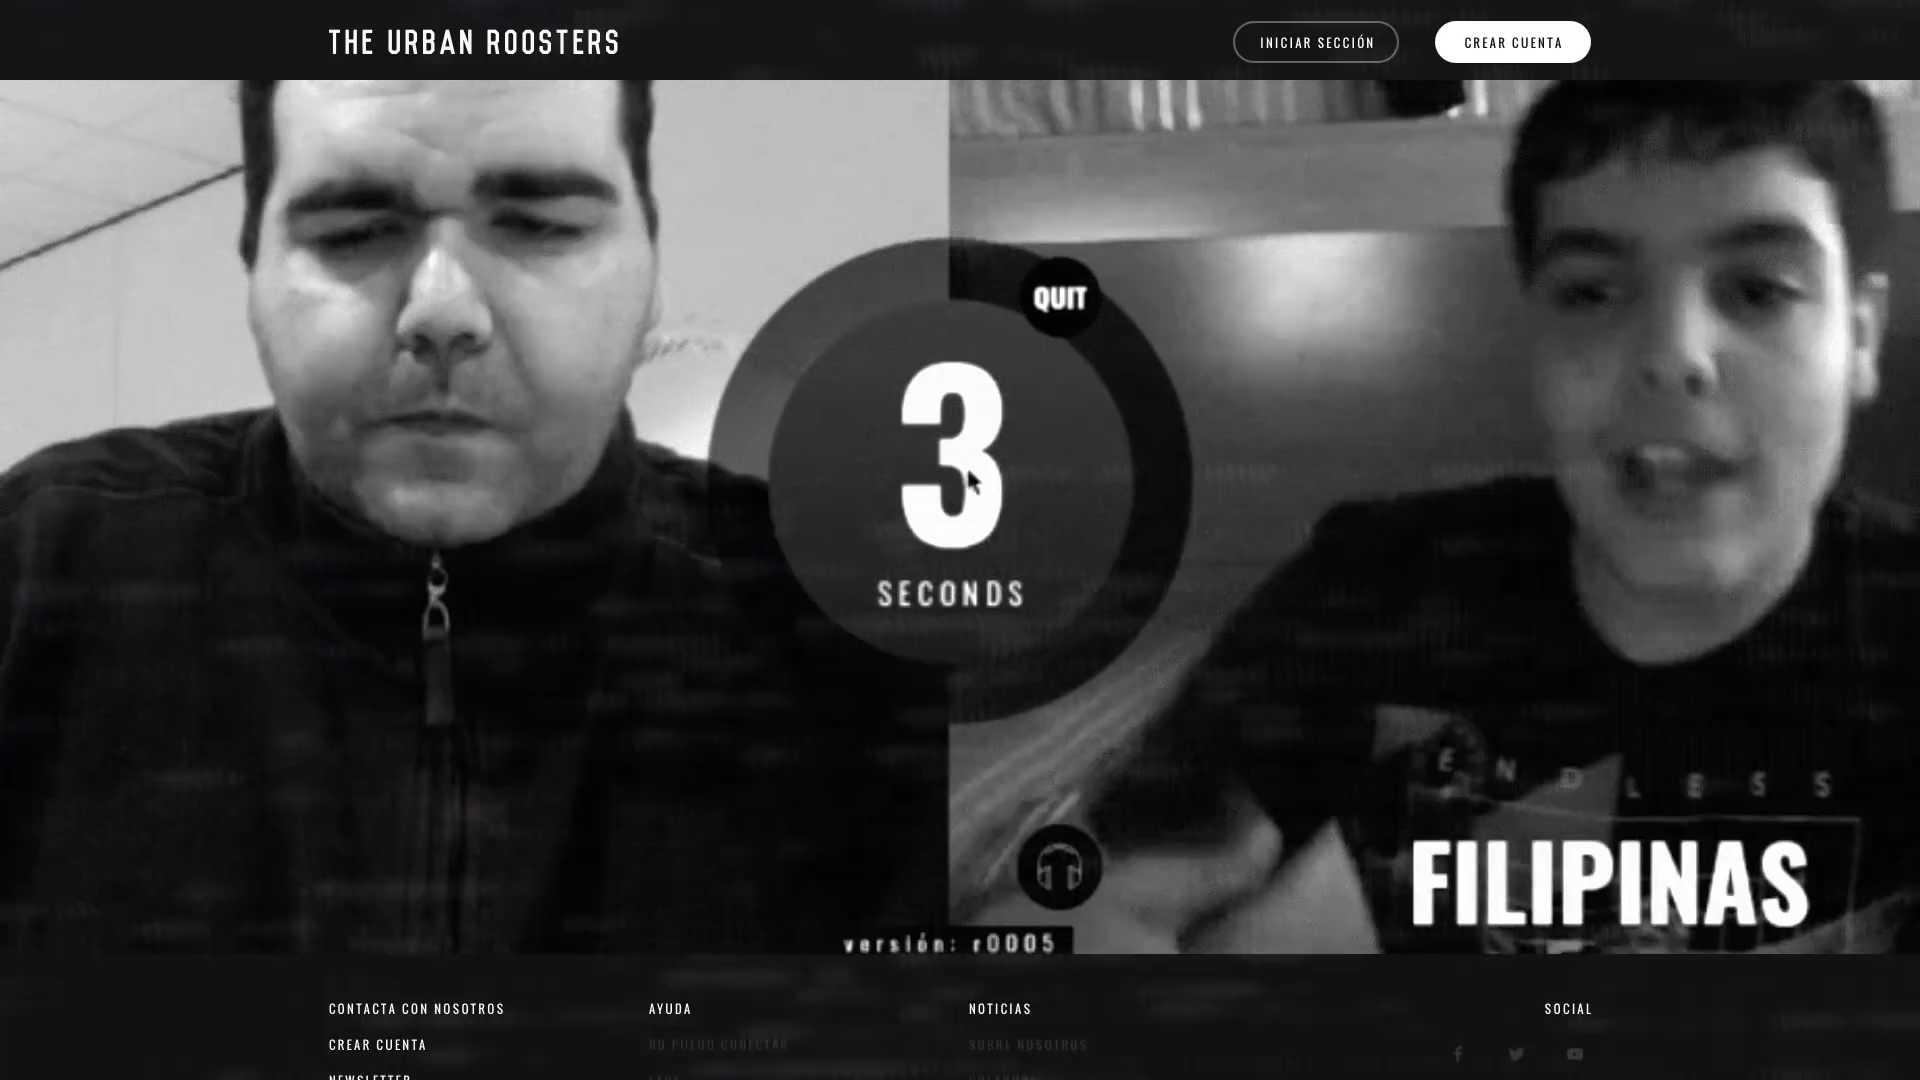 THE URBAN ROOSTERS
INICIAR SECCIÓN
CREAR CUENTA
QUIT
3
SECONDS
ENDLESS
FILIPINAS
versión: r0005
CONTACTA CON NOSOTROS
AYUDA
NOTICIAS
SOCIAL
CREAR CUENTA
NO PUEDO CONECTAR
SOBRE NOSOTROS
NEWSLETTER